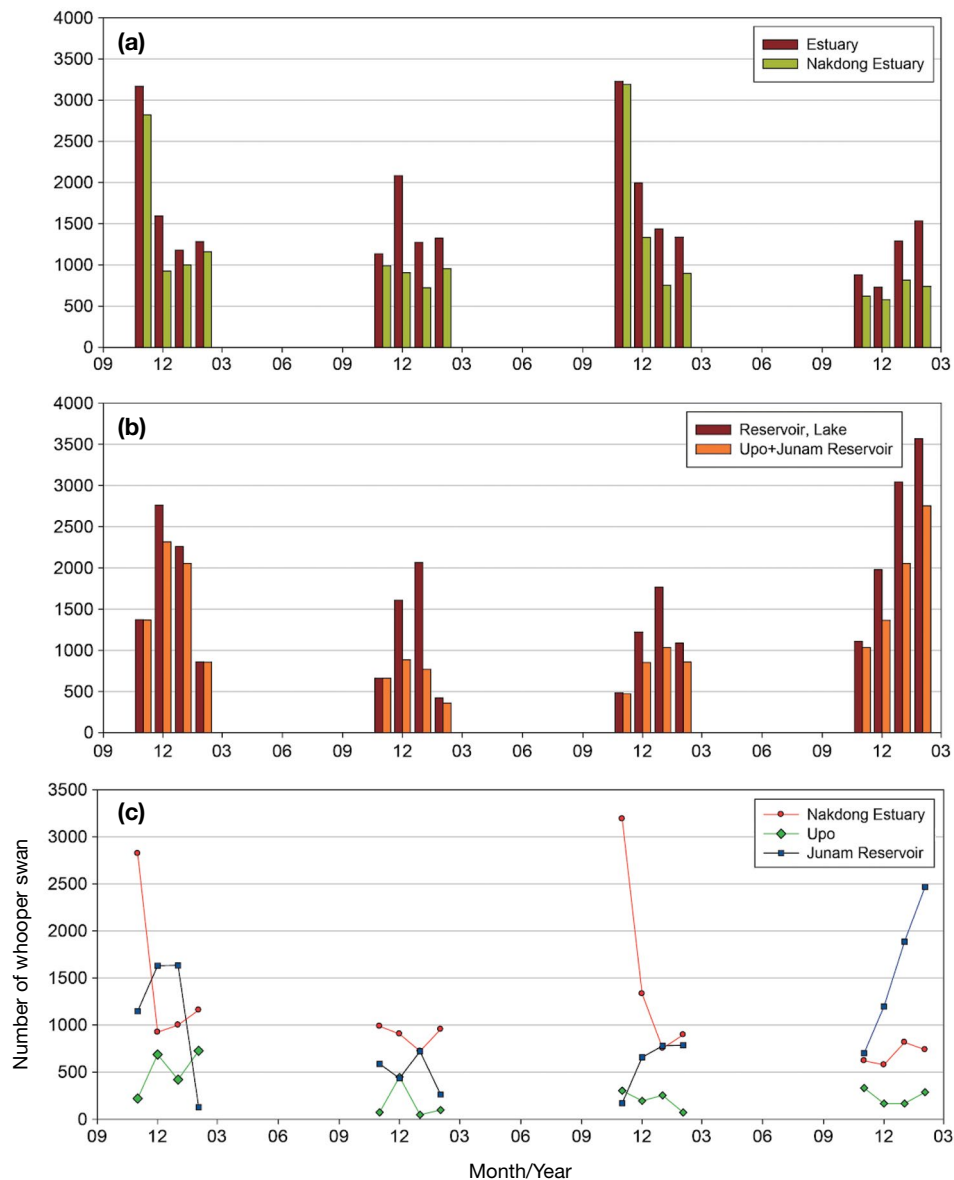 4000
(a)
Estuary
Nakdong Estuary
3500
3000
2500
2000
1500
1000
500
0
09 12 03 06 09 12 03 06 09 12 03 06 09 12 03
4000
(b)
Reservoir, Lake
Upo+Junam Reservoir
3500
3000
2500
2000
1500
1000
500
0
09 12 03 06 09 12 03 06 09 12 03 06 09 12 03
3500
(c)
Nakdong Estuary
Upo
Junam Reservoir
3000
2500
2000
1500
1000
500
0
Number of whooper swan
09 12 03 06 09 12 03 06 09 12 03 06 09 12 03
Month/Year